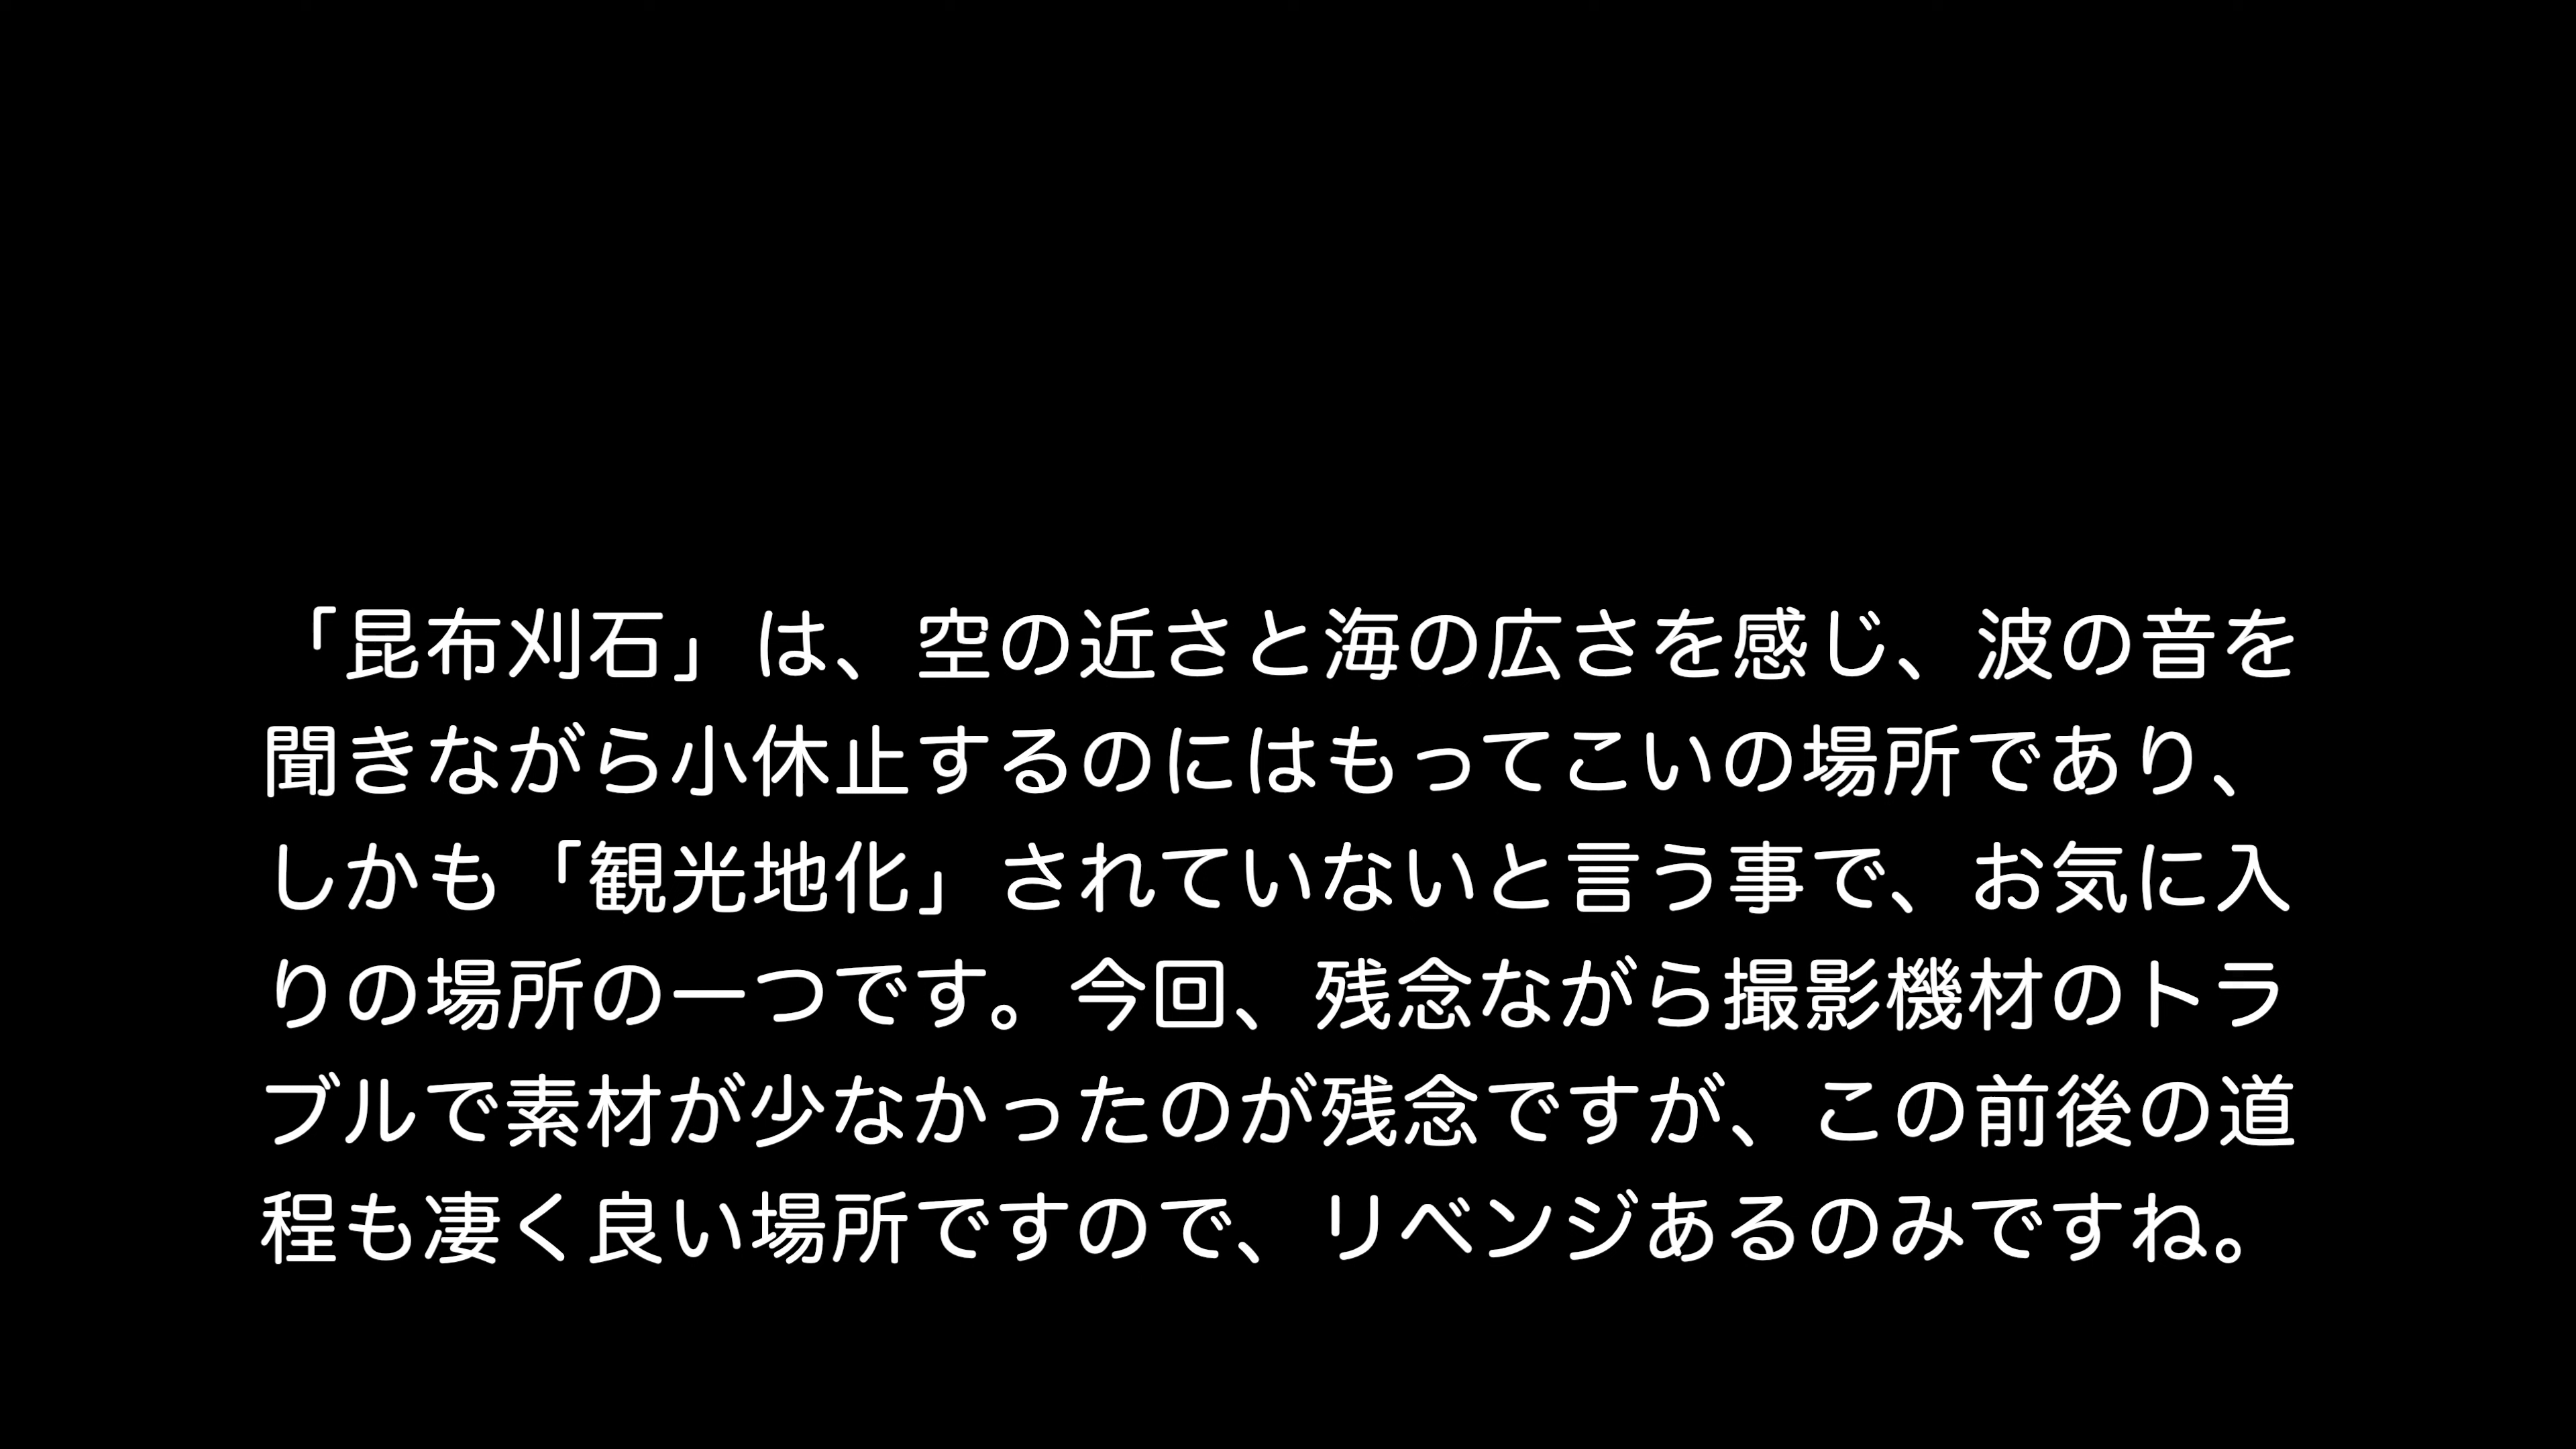 「昆布刈石」は、空の近さと海の広さを感じ、波の音を
聞きながら小休止するのにはもってこいの場所であり、
しかも「観光地化」されていないと言う事で、お気に入
りの場所の一つです。今回、残念ながら撮影機材のトラ
ブルで素材が少なかったのが残念ですが、この前後の道
程も凄く良い場所ですので、リベンジあるのみですね。